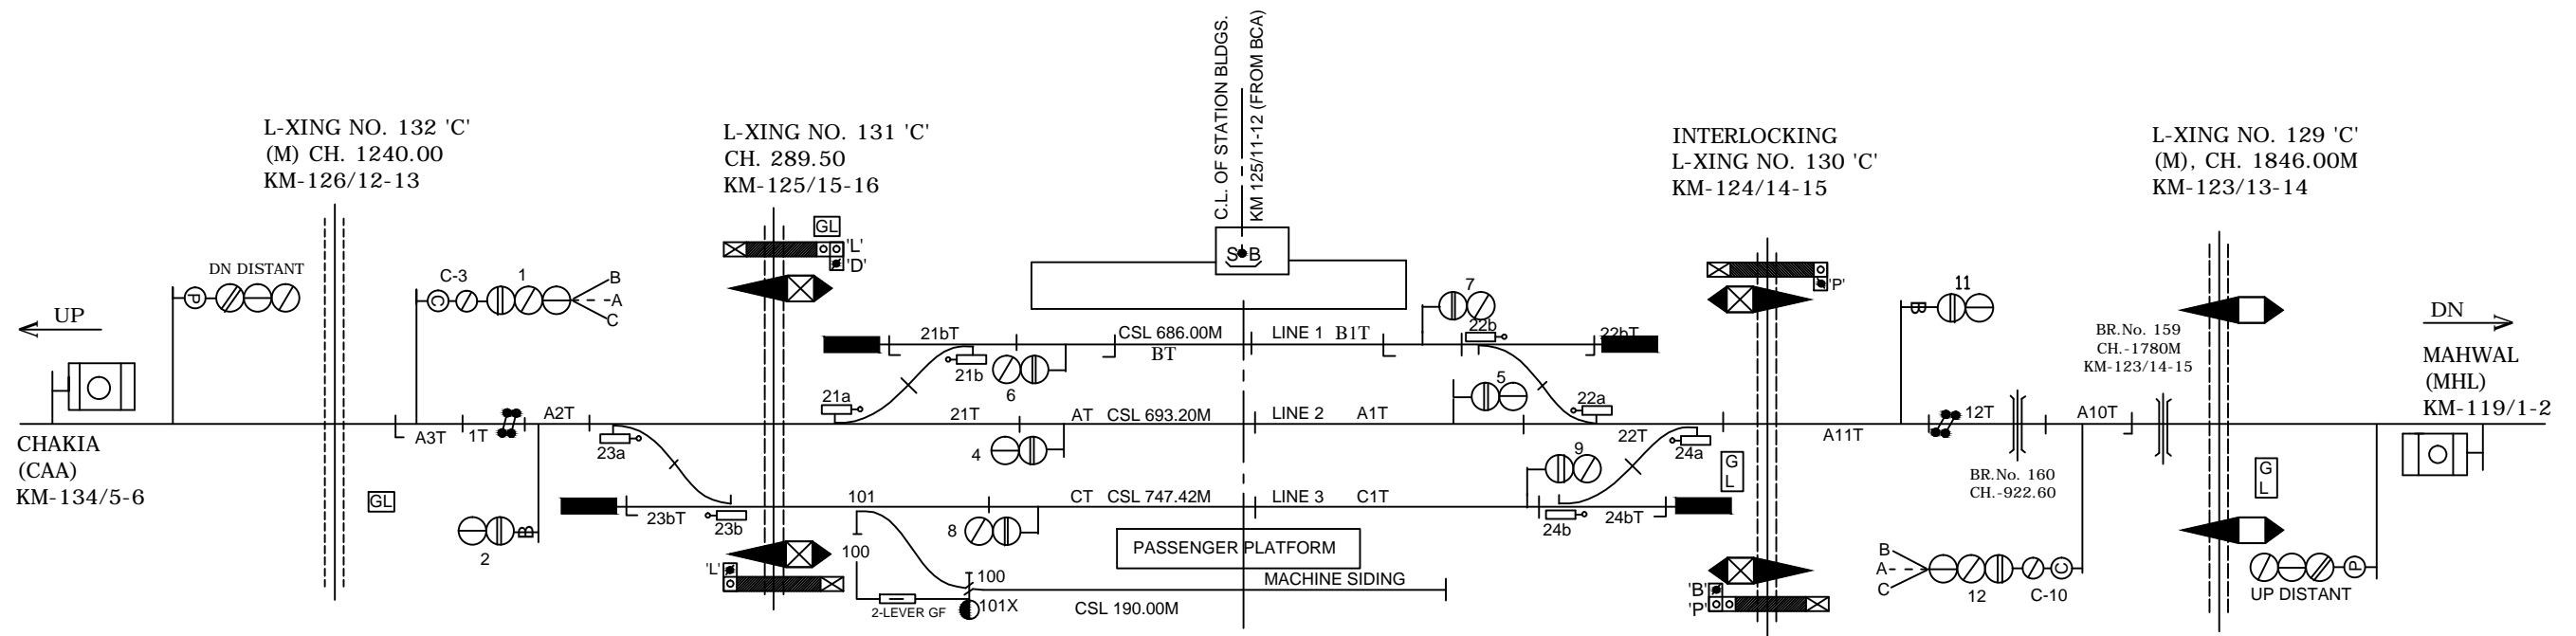 C.L. OF STATION BLDGS.
KM 125/11-12 (FROM BCA)
L-XING NO. 132 'C'
(M) CH. 1240.00
KM-126/12-13
L-XING NO. 131 'C'
CH. 289.50
KM-125/15-16
INTERLOCKING
L-XING NO. 130 'C'
KM-124/14-15
L-XING NO. 129 'C'
(M), CH. 1846.00M
KM-123/13-14
GL
'L'
'D'
S B
DN DISTANT
P
C-3
C
1
B
A
C
7
'P'
B
11
UP
DN
21bT
CSL 686.00M
LINE 1
B1T
BT
22b
22bT
BR.No. 159
CH.-1780M
KM-123/14-15
MAHWAL
(MHL)
KM-119/1-2
21b
6
5
21a
22a
A2T
21T
AT
CSL 693.20M
LINE 2
A1T
12T
A10T
A3T
1T
22T
A11T
CHAKIA
(CAA)
KM-134/5-6
23a
4
9
24a
G
L
BR.No. 160
CH.-922.60
G
L
GL
101
CT
CSL 747.42M
LINE 3
C1T
23bT
23b
24b
24bT
2
B
8
100
PASSENGER PLATFORM
'L'
100
MACHINE SIDING
101X
CSL 190.00M
2-LEVER GF
'B'
'P'
B
A
C
12
C-10
C
P
UP DISTANT